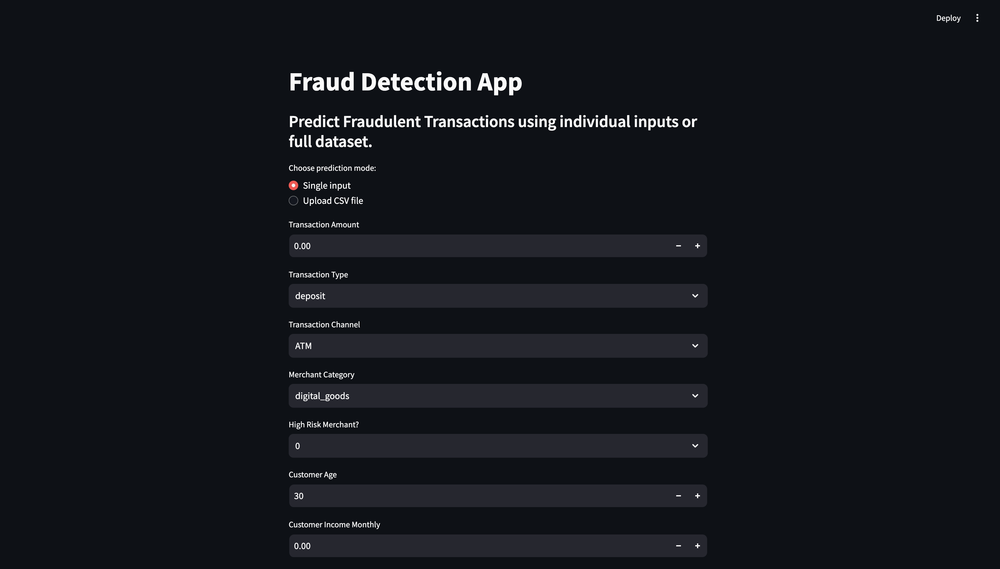 Deploy
Fraud Detection App
Predict Fraudulent Transactions using individual inputs or
full dataset.
Choose prediction mode:
Single input
Upload CSV file
Transaction Amount
0.00
Transaction Type
deposit
Transaction Channel
ATM
Merchant Category
digital_goods
High Risk Merchant?
0
Customer Age
30
Customer Income Monthly
0.00